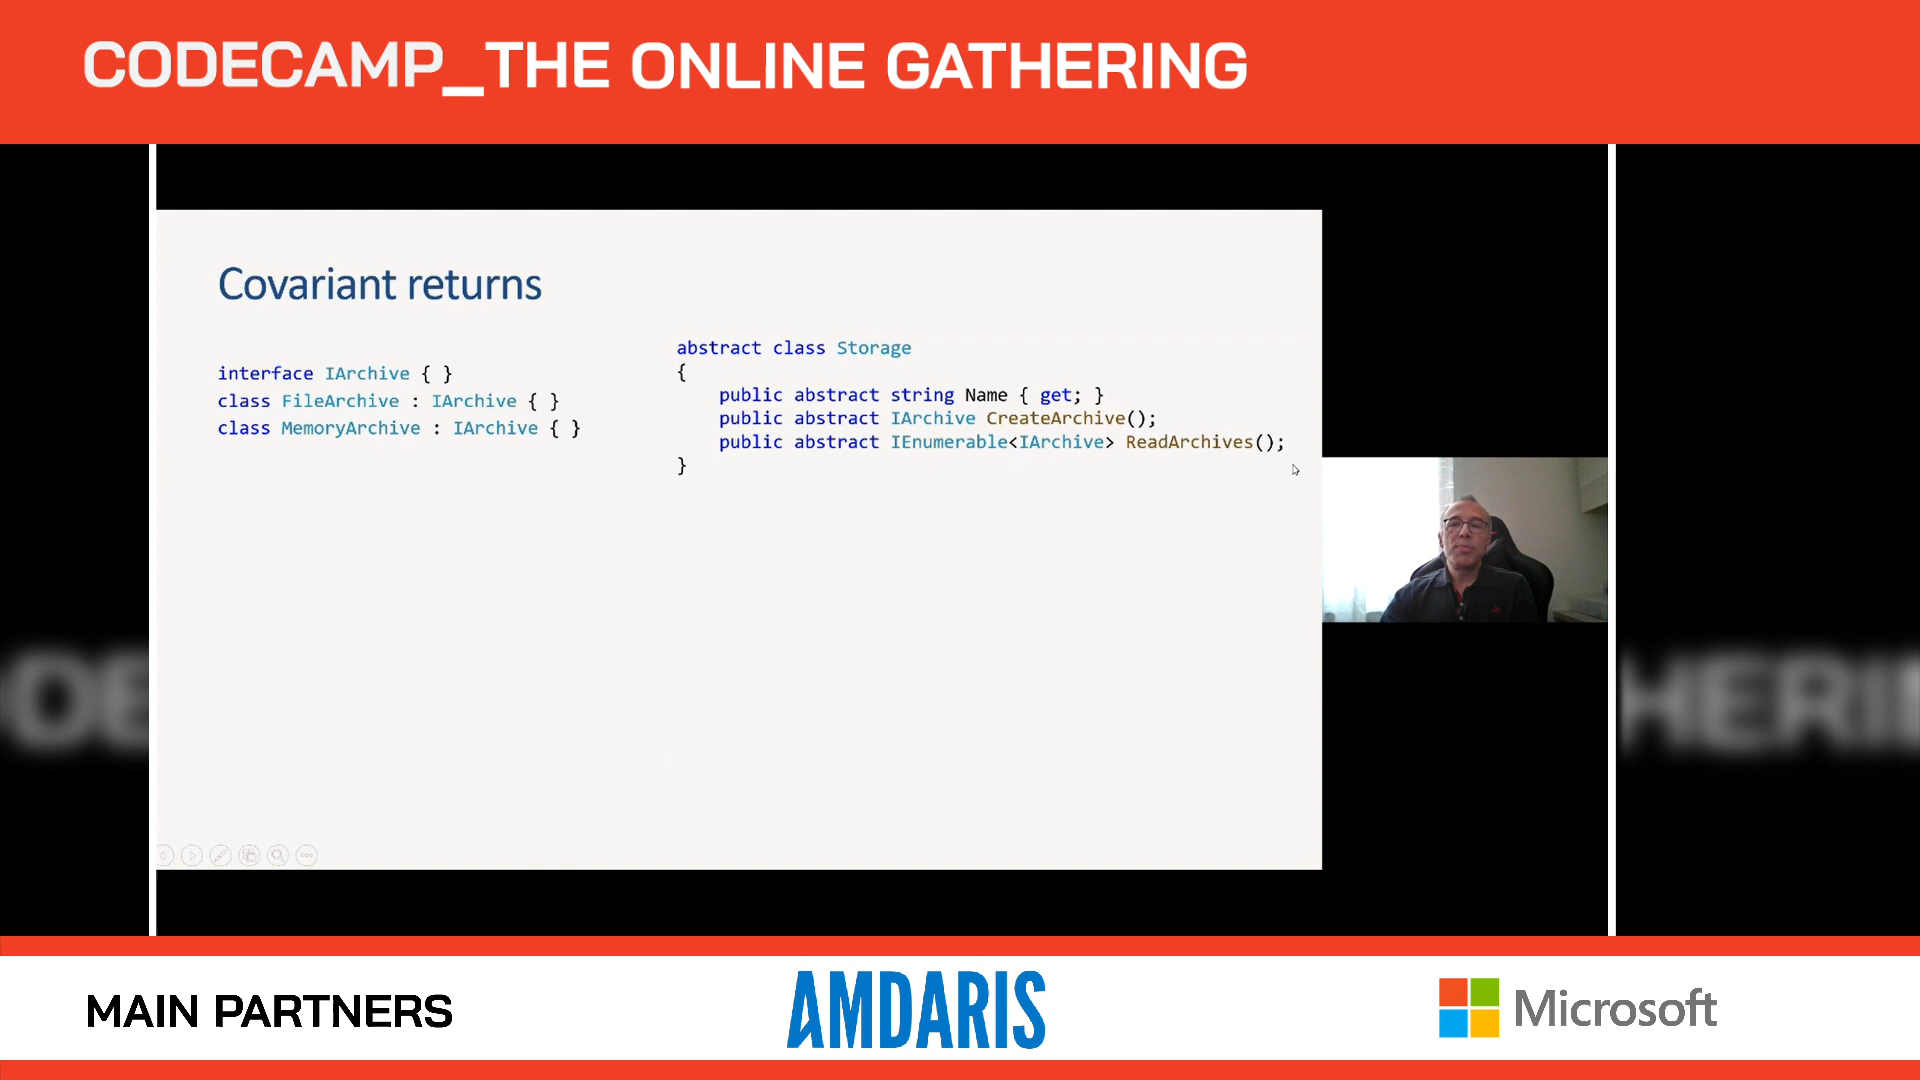 CODECAMP_THE ONLINE GATHERING
Covariant returns
interface IArchive { }
class FileArchive : IArchive { }
class MemoryArchive : IArchive { }
abstract class Storage
{
public abstract string Name { get; }
public abstract IArchive CreateArchive();
public abstract IEnumerable<IArchive> ReadArchives();
}
MAIN PARTNERS
AMDARIS
Microsoft